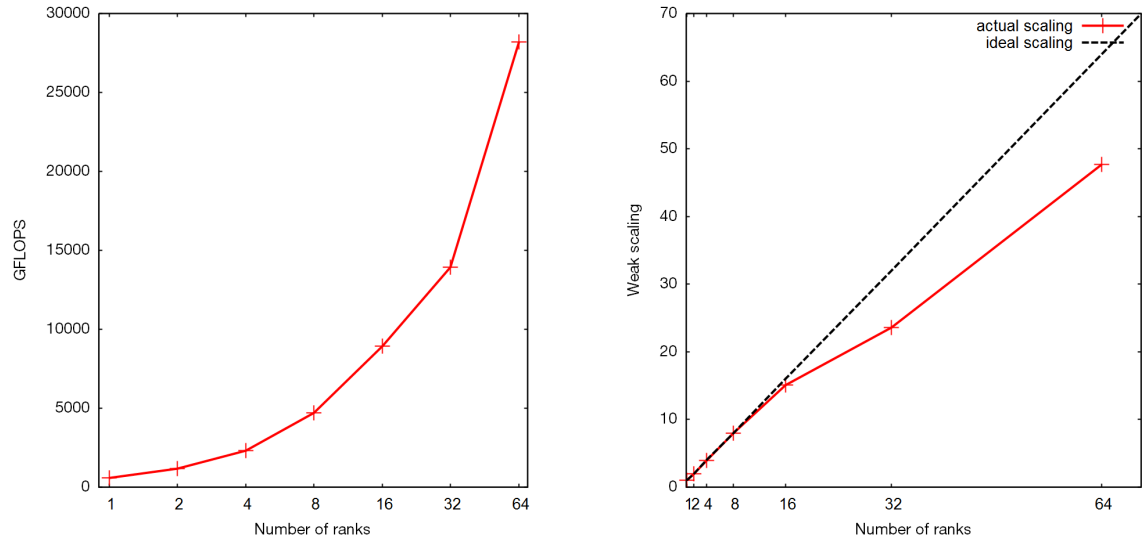 30000
25000
20000
15000
10000
5000
0
GFLOPS
1 2 4 8 16 32 64
Number of ranks
70
60
50
40
30
20
10
0
Weak scaling
actual scaling
ideal scaling
1 2 4 8 16 32 64
Number of ranks